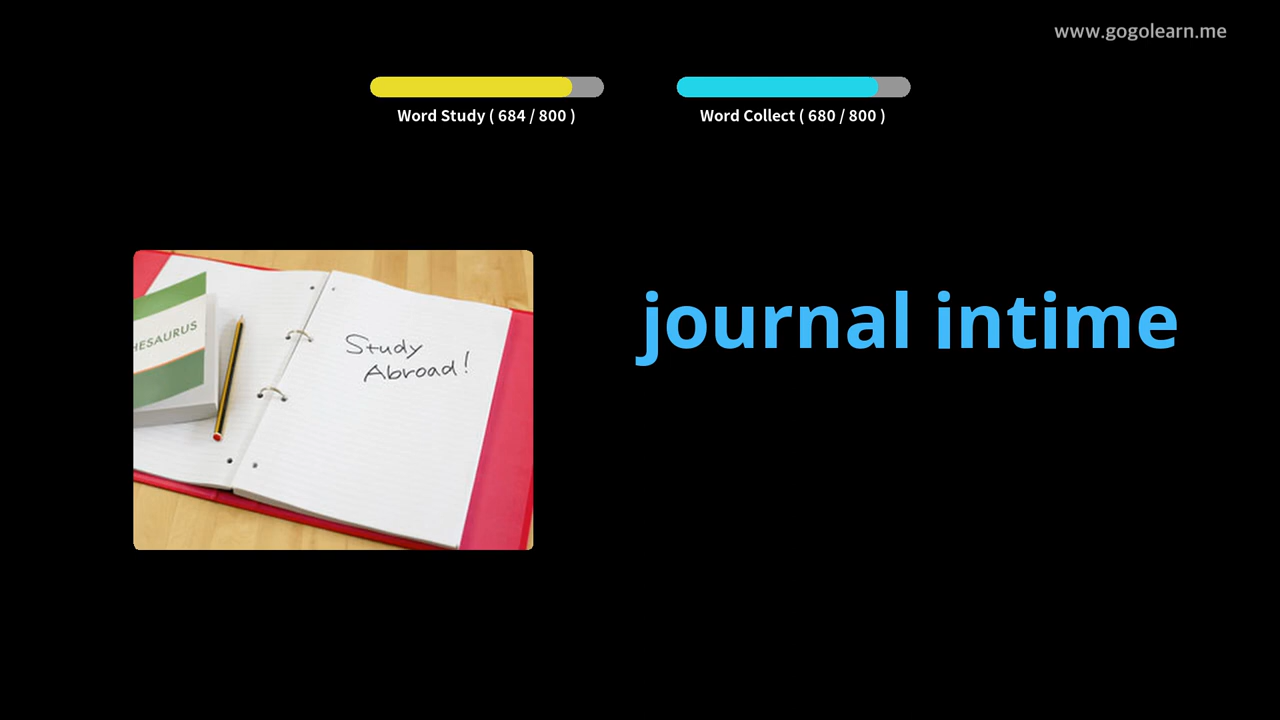 www.gogolearn.me
Word Study ( 684 / 800 )
Word Collect ( 680 / 800 )
HESAURUS
Study
Abroad!
journal intime